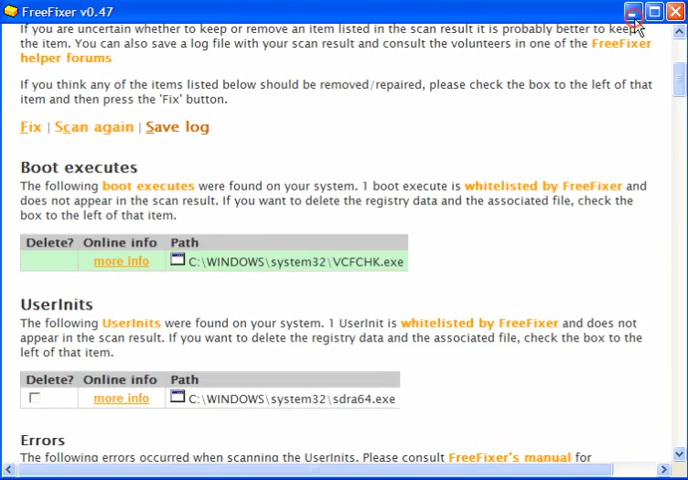 FreeFixer v0.47
If you are uncertain whether to keep or remove an item listed in the scan result it is probably better to keep
the item. You can also save a log file with your scan result and consult the volunteers in one of the FreeFixer
helper forums
If you think any of the items listed below should be removed/repaired, please check the box to the left of that
item and then press the 'Fix' button.
Fix | Scan again | Save log
Boot executes
The following boot executes were found on your system. 1 boot execute is whitelisted by FreeFixer and
does not appear in the scan result. If you want to delete the registry data and the associated file, check the
box to the left of that item.
Delete? Online info Path
more info C:\WINDOWS\system32\VCFCHK.exe
UserInits
The following UserInits were found on your system. 1 UserInit is whitelisted by FreeFixer and does not
appear in the scan result. If you want to delete the registry data and the associated file, check the box to the
left of that item.
Delete? Online info Path
more info C:\WINDOWS\system32\sdra64.exe
Errors
The following errors occurred when scanning the UserInits. Please consult FreeFixer's manual for